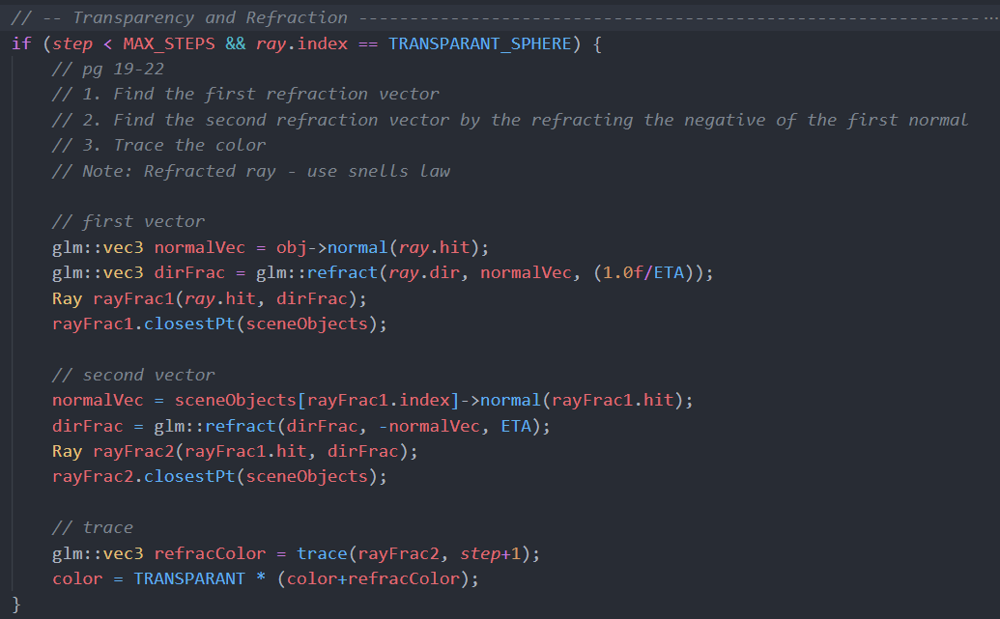 // -- Transparency and Refraction -------------------------------------------------------------...
if (step < MAX_STEPS && ray.index == TRANSPARANT_SPHERE) {
    // pg 19-22
    // 1. Find the first refraction vector
    // 2. Find the second refraction vector by the refracting the negative of the first normal
    // 3. Trace the color
    // Note: Refracted ray - use snells law

    // first vector
    glm::vec3 normalVec = obj->normal(ray.hit);
    glm::vec3 dirFrac = glm::refract(ray.dir, normalVec, (1.0f/ETA));
    Ray rayFrac1(ray.hit, dirFrac);
    rayFrac1.closestPt(sceneObjects);

    // second vector
    normalVec = sceneObjects[rayFrac1.index]->normal(rayFrac1.hit);
    dirFrac = glm::refract(dirFrac, -normalVec, ETA);
    Ray rayFrac2(rayFrac1.hit, dirFrac);
    rayFrac2.closestPt(sceneObjects);

    // trace
    glm::vec3 refracColor = trace(rayFrac2, step+1);
    color = TRANSPARANT * (color+refracColor);
}